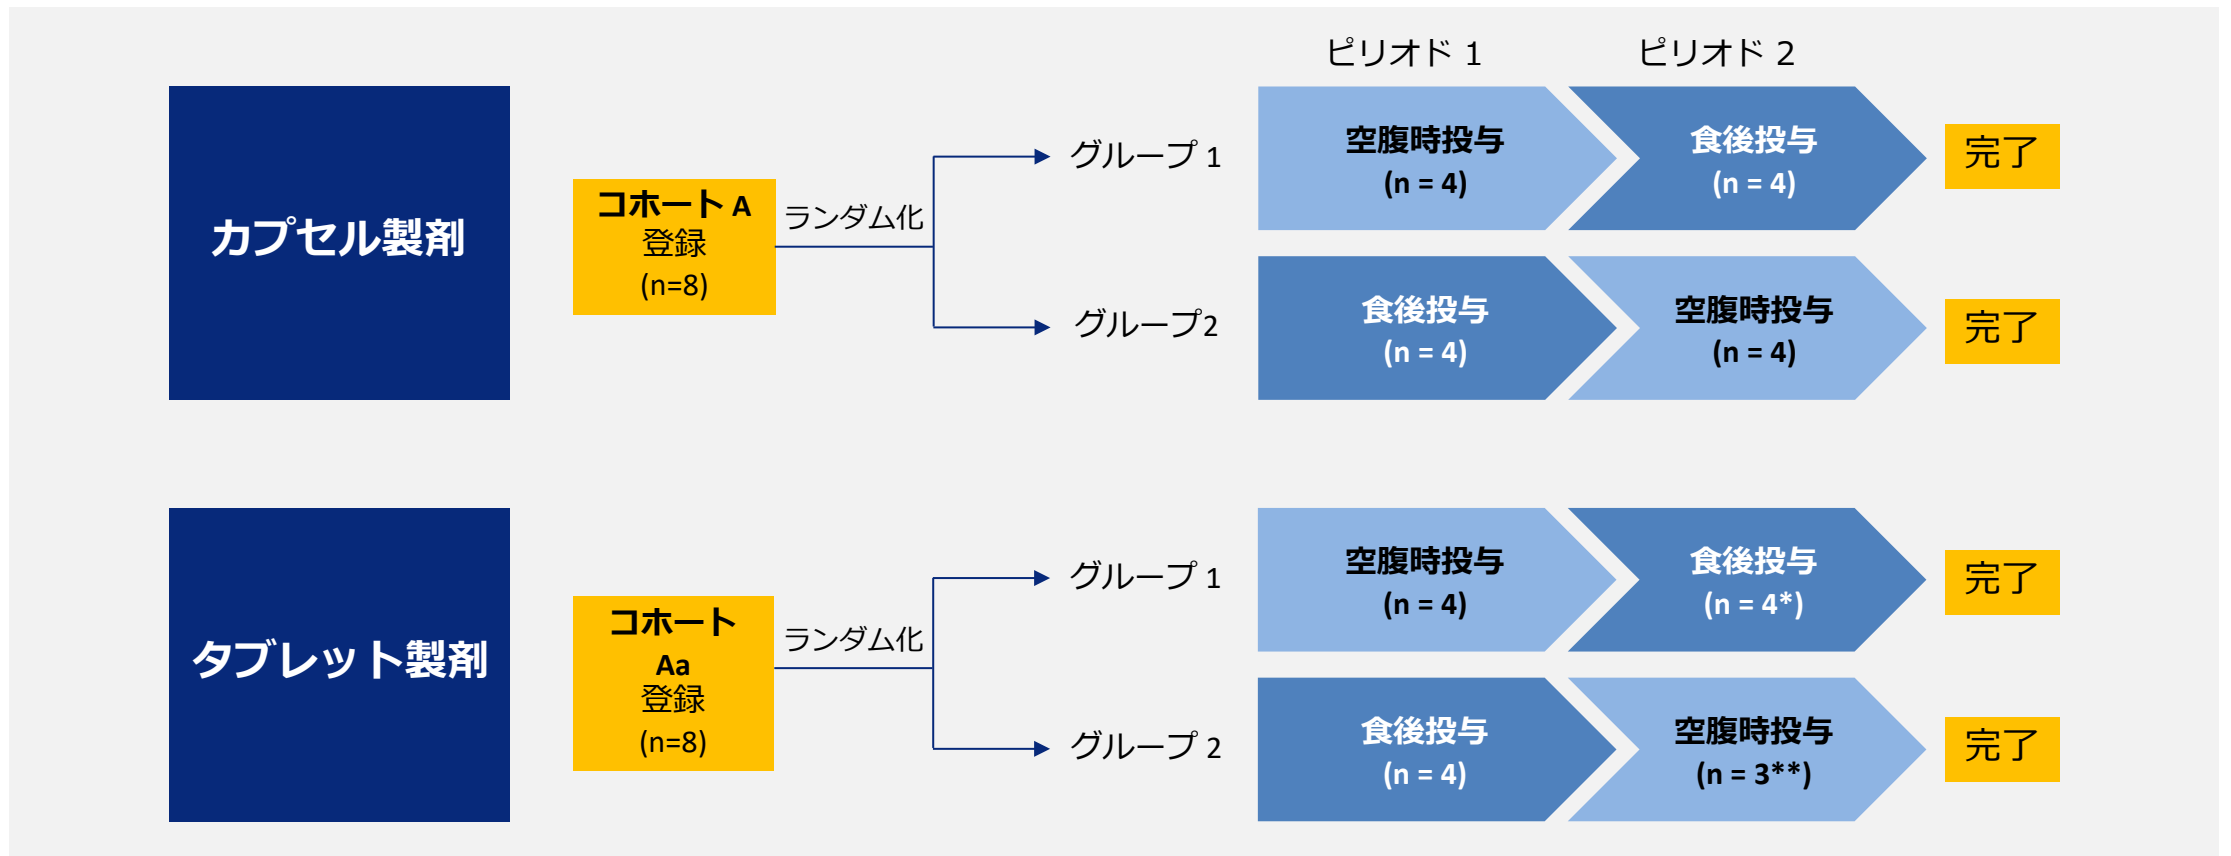 ピリオド 1
ピリオド 2
カプセル製剤
コホート A
登録
(n=8)
ランダム化
グループ 1
空腹時投与
(n = 4)
食後投与
(n = 4)
完了
グループ2
食後投与
(n = 4)
空腹時投与
(n = 4)
完了
タブレット製剤
コホート
Aa
登録
(n=8)
ランダム化
グループ 1
空腹時投与
(n = 4)
食後投与
(n = 4*)
完了
グループ 2
食後投与
(n = 4)
空腹時投与
(n = 3**)
完了